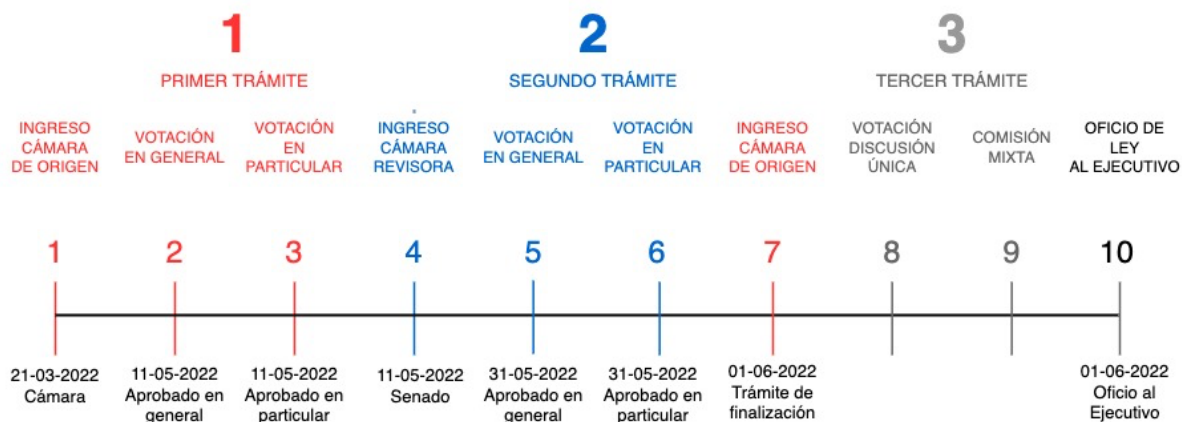 1
PRIMER TRÁMITE
2
SEGUNDO TRÁMITE
3
TERCER TRÁMITE
INGRESO
CÁMARA
DE ORIGEN
VOTACIÓN
EN GENERAL
VOTACIÓN
EN
PARTICULAR
INGRESO
CÁMARA
REVISORA
VOTACIÓN
EN GENERAL
VOTACIÓN
EN
PARTICULAR
INGRESO
CÁMARA
DE ORIGEN
VOTACIÓN
DISCUSIÓN
ÚNICA
COMISIÓN
MIXTA
OFICIO DE
LEY
AL EJECUTIVO
1
2
3
4
5
6
7
8
9
10
21-03-2022
Cámara
11-05-2022
Aprobado en
general
11-05-2022
Aprobado en
particular
11-05-2022
Senado
31-05-2022
Aprobado en
general
31-05-2022
Aprobado en
particular
01-06-2022
Trámite de
finalización
01-06-2022
Oficio al
Ejecutivo